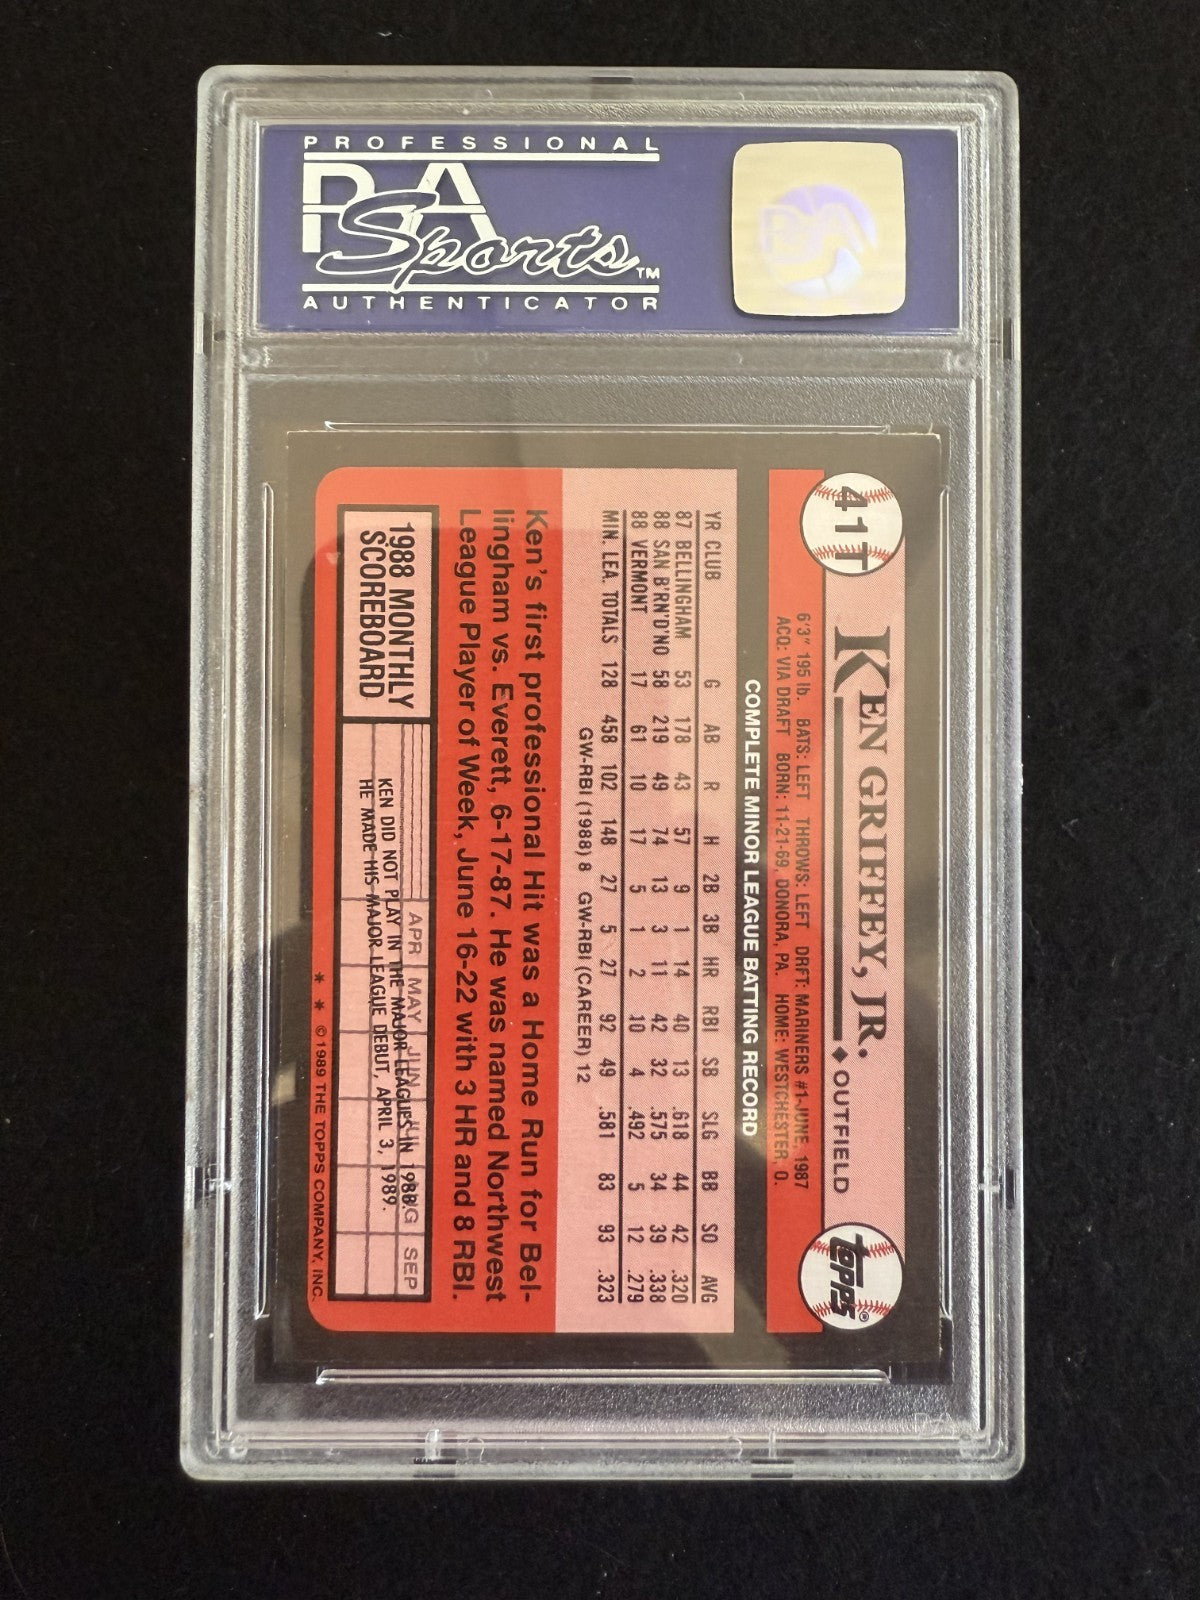 PROFESSIONAL
PSA
Sports™
AUTHENTICATOR
41T
KEN GRIFFEY, JR. ◆ OUTFIELD
topps®
6'3" 195 lb. BATS: LEFT THROWS: LEFT DRFT: MARINERS #1-JUNE, 1987
ACQ: VIA DRAFT BORN: 11-21-69, DONORA, PA. HOME: WESTCHESTER, O.
COMPLETE MINOR LEAGUE BATTING RECORD
YR CLUB G AB R H 2B 3B HR RBI SB SLG BB SO AVG
87 BELLINGHAM 53 178 43 57 9 1 14 40 13 .618 44 42 .320
88 SAN B'RN'D'NO 58 219 49 74 13 3 11 42 32 .575 34 39 .338
88 VERMONT 17 61 10 17 5 1 2 10 4 .492 5 12 .279
MIN. LEA. TOTALS 128 458 102 148 27 5 27 92 49 .581 83 93 .323
GW-RBI (1988) 8 GW-RBI (CAREER) 12
Ken's first professional Hit was a Home Run for Bel-
lingham vs. Everett, 6-17-87. He was named Northwest
League Player of Week, June 16-22 with 3 HR and 8 RBI.
1988 MONTHLY
SCOREBOARD
APR MAY JUN JUL AUG SEP
KEN DID NOT PLAY IN THE MAJOR LEAGUES IN 1988.
HE MADE HIS MAJOR LEAGUE DEBUT, APRIL 3, 1989.
* * ©1989 THE TOPPS COMPANY, INC.